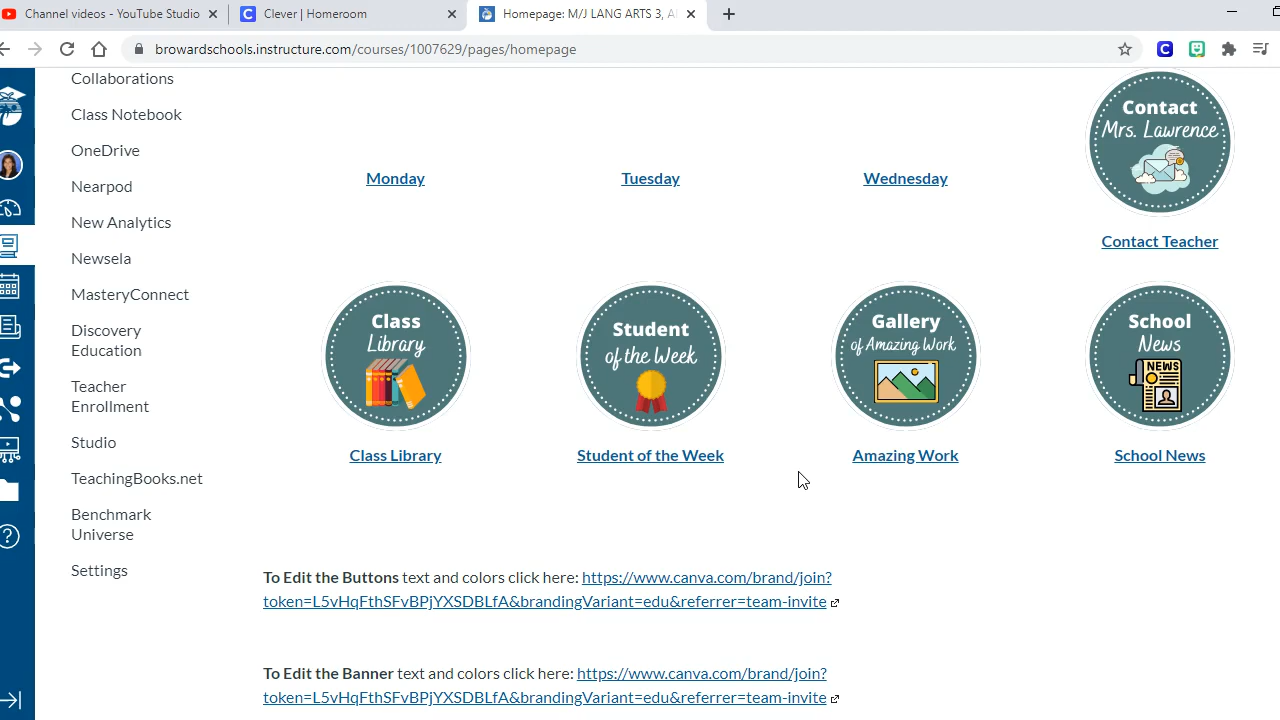 Channel videos - YouTube Studio
Clever | Homeroom
Homepage: M/J LANG ARTS 3, A
browardschools.instructure.com/courses/1007629/pages/homepage
Collaborations
Class Notebook
OneDrive
Nearpod
New Analytics
Newsela
MasteryConnect
Discovery
Education
Teacher
Enrollment
Studio
TeachingBooks.net
Benchmark
Universe
Settings
Contact
Mrs. Lawrence
Monday
Tuesday
Wednesday
Contact Teacher
Class
Library
Student
of the Week
Gallery
of Amazing Work
School
News
NEWS
Class Library
Student of the Week
Amazing Work
School News
To Edit the Buttons text and colors click here: https://www.canva.com/brand/join?
token=L5vHqFthSFvBPjYXSDBLfA&brandingVariant=edu&referrer=team-invite
To Edit the Banner text and colors click here: https://www.canva.com/brand/join?
token=L5vHqFthSFvBPjYXSDBLfA&brandingVariant=edu&referrer=team-invite